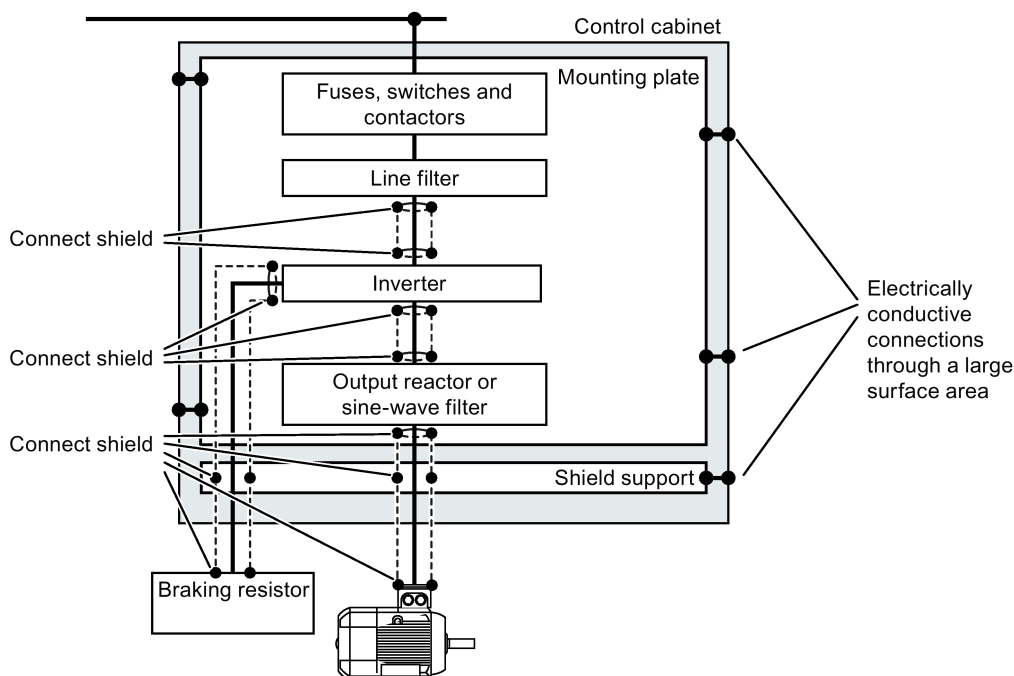 Control cabinet
Mounting plate
Fuses, switches and
contactors
Line filter
Connect shield
Inverter
Electrically
conductive
connections
through a large
surface area
Connect shield
Output reactor or
sine-wave filter
Connect shield
Shield support
Braking resistor